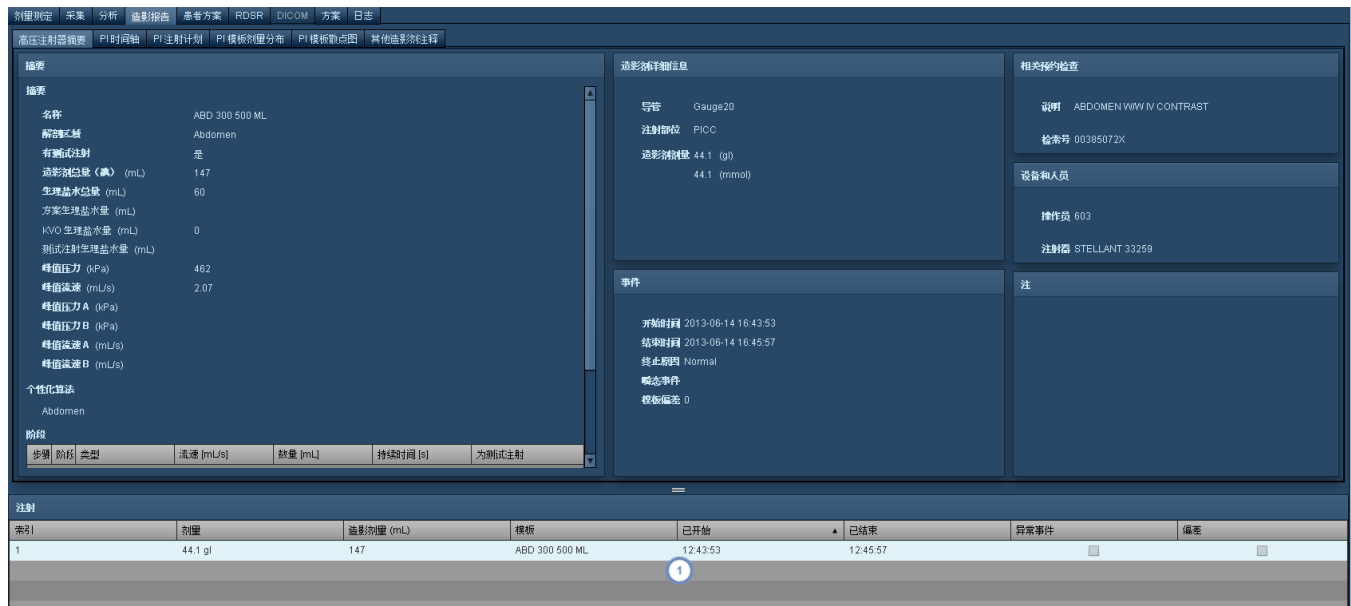 剂量测定 采集 分析 造影报告 患者方案 RDSR DICOM 方案 日志
高压注射器摘要 PI时间轴 PI注射计划 PI模板剂量分布 PI模板散点图 其他造影剂注释
摘要
摘要
名称 ABD 300 500 ML
解剖区域 Abdomen
有测试注射 是
造影剂总量（碘） (mL) 147
生理盐水总量 (mL) 60
方案生理盐水量 (mL)
KVO 生理盐水量 (mL) 0
测试注射生理盐水量 (mL)
峰值压力 (kPa) 462
峰值流速 (mL/s) 2.07
峰值压力 A (kPa)
峰值压力 B (kPa)
峰值流速 A (mL/s)
峰值流速 B (mL/s)
个性化算法
Abdomen
阶段
步骤 阶段 类型 流速 [mL/s] 数量 [mL] 持续时间 [s] 为测试注射
造影剂详细信息
导管 Gauge20
注射部位 PICC
造影剂剂量 44.1 (gI)
44.1 (mmol)
事件
开始时间 2013-06-14 16:43:53
结束时间 2013-06-14 16:45:57
终止原因 Normal
瞬态事件
模板偏差 0
相关预约检查
说明 ABDOMEN W/W IV CONTRAST
检索号 00385072X
设备和人员
操作员 603
注射器 STELLANT 33259
注
注射
索引 剂量 造影剂量 (mL) 模板 已开始 已结束 异常事件 偏差
1 44.1 gI 147 ABD 300 500 ML 12:43:53 12:45:57
1